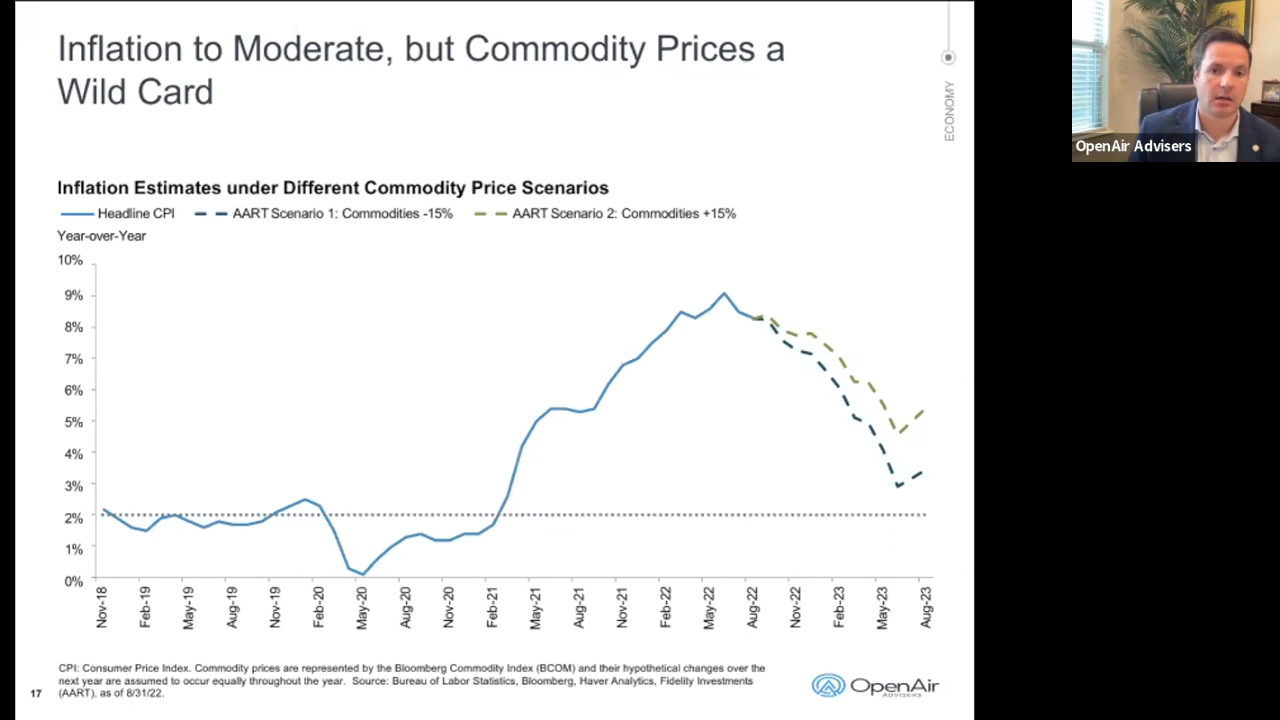 Inflation to Moderate, but Commodity Prices a
Wild Card
ECONOMY
OpenAir Advisers
Inflation Estimates under Different Commodity Price Scenarios
Headline CPI AART Scenario 1: Commodities -15% AART Scenario 2: Commodities +15%
Year-over-Year
10%
9%
8%
7%
6%
5%
4%
3%
2%
1%
0%
Nov-18 Feb-19 May-19 Aug-19 Nov-19 Feb-20 May-20 Aug-20 Nov-20 Feb-21 May-21 Aug-21 Nov-21 Feb-22 May-22 Aug-22 Nov-22 Feb-23 May-23 Aug-23
CPI: Consumer Price Index. Commodity prices are represented by the Bloomberg Commodity Index (BCOM) and their hypothetical changes over the
next year are assumed to occur equally throughout the year. Source: Bureau of Labor Statistics, Bloomberg, Haver Analytics, Fidelity Investments
(AART), as of 8/31/22.
17
OpenAir
ADVISERS